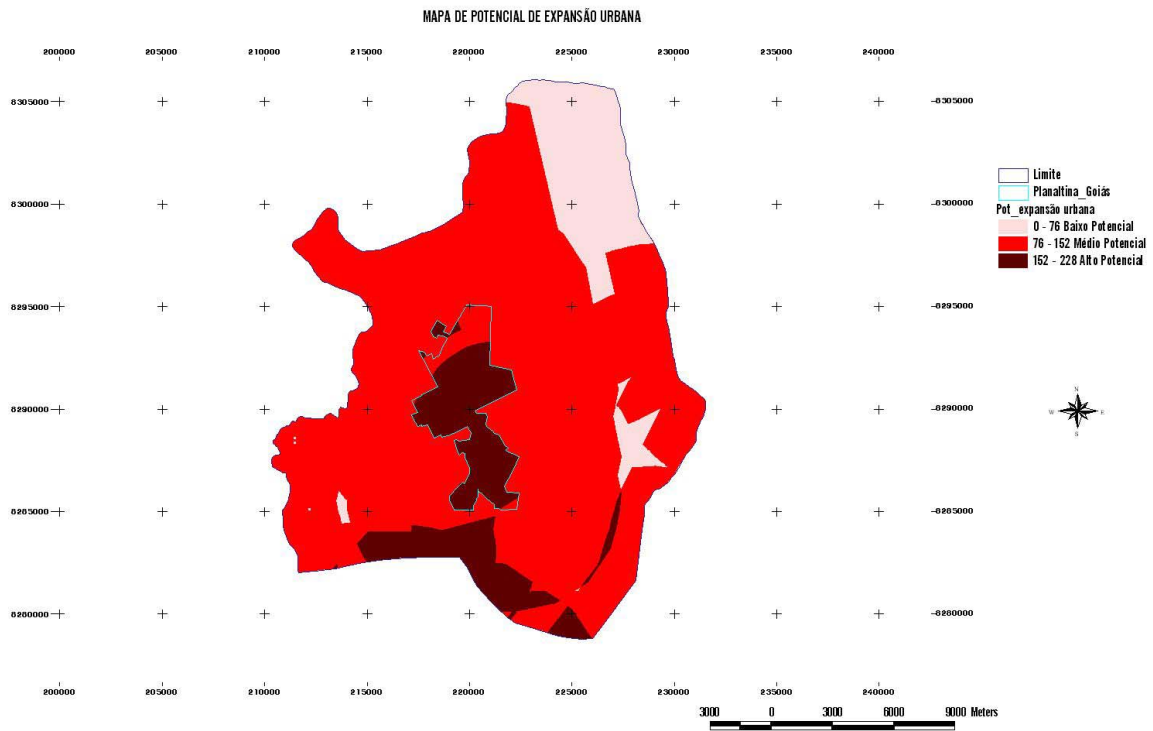 MAPA DE POTENCIAL DE EXPANSÃO URBANA
200000 205000 210000 215000 220000 225000 230000 235000 240000
8305000 8305000
Limite
Planaltina_Goiás
8300000 8300000
Pot_expansão urbana
0 - 76 Baixo Potencial
76 - 152 Médio Potencial
152 - 228 Alto Potencial
8295000 8295000
N
8290000 8290000
W E
S
8285000 8285000
8280000 8280000
200000 205000 210000 215000 220000 225000 230000 235000 240000
3000 0 3000 6000 9000 Meters